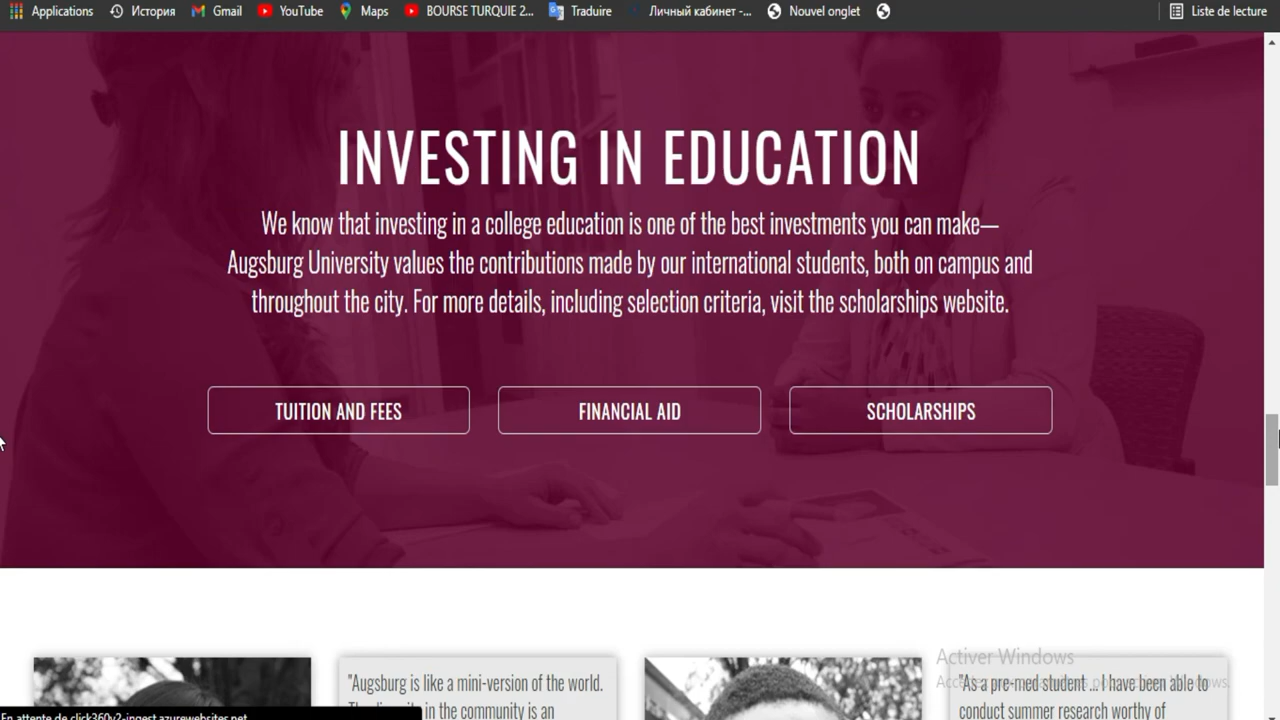 Applications История Gmail YouTube Maps BOURSE TURQUIE 2... Traduire Личный кабинет -... Nouvel onglet Liste de lecture
INVESTING IN EDUCATION
We know that investing in a college education is one of the best investments you can make—
Augsburg University values the contributions made by our international students, both on campus and
throughout the city. For more details, including selection criteria, visit the scholarships website.
TUITION AND FEES FINANCIAL AID SCHOLARSHIPS
Activer Windows
"Augsburg is like a mini-version of the world.
in the community is an
"As a pre-med student ... I have been able to
conduct summer research worthy of
En attente de click360v2-ingest.azurewebsites.net